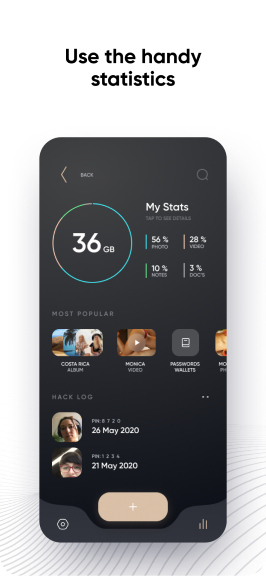 Use the handy
statistics
BACK
My Stats
TAP TO SEE DETAILS
36 GB
56 %
PHOTO
28 %
VIDEO
10 %
NOTES
3 %
DOC'S
MOST POPULAR
COSTA RICA
ALBUM
MONICA
VIDEO
PASSWORDS
WALLETS
MO
PH
HACK LOG
PIN: 8 7 2 0
26 May 2020
PIN: 1 2 3 4
21 May 2020